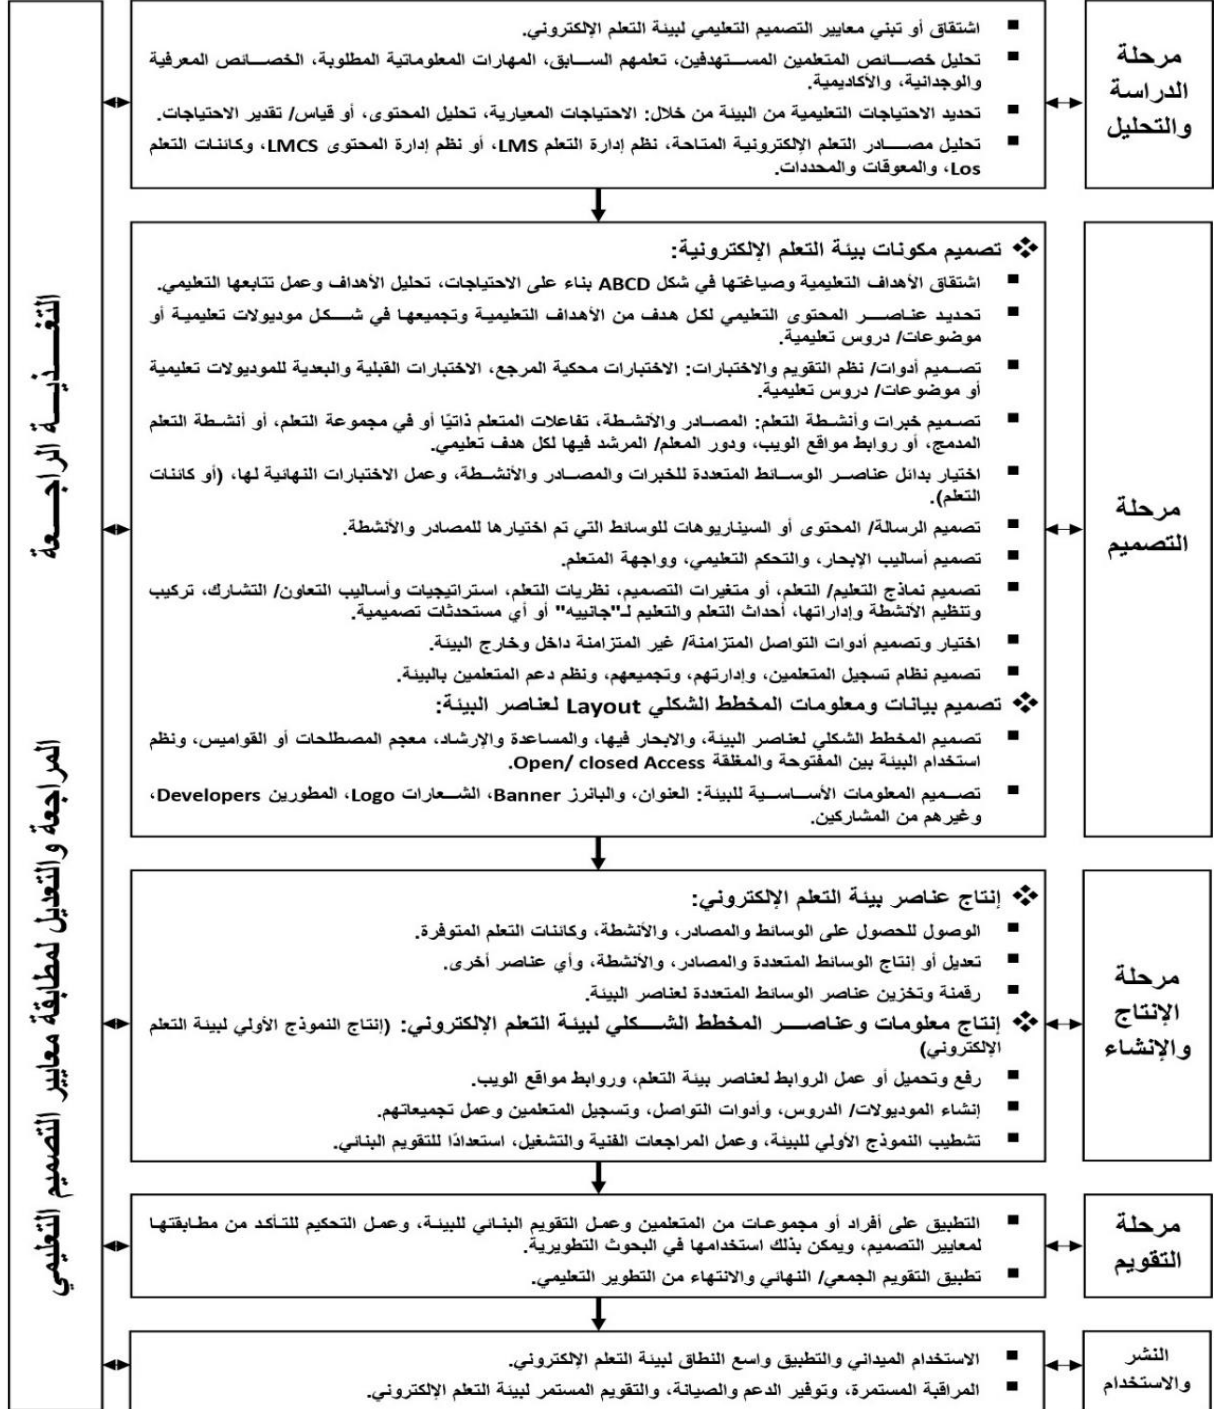 مرحلة
الدراسة
والتحليل
■ اشتقاق أو تبني معايير التصميم التعليمي لبيئة التعلم الإلكتروني.
■ تحليل خصائص المتعلمين المستهدفين، تعلمهم السابق، المهارات المعلوماتية المطلوبة، الخصائص المعرفية
والوجدانية، والأكاديمية.
■ تحديد الاحتياجات التعليمية من البيئة من خلال: الاحتياجات المعيارية، تحليل المحتوى، أو قياس/ تقدير الاحتياجات.
■ تحليل مصادر التعلم الإلكترونية المتاحة، نظم إدارة التعلم LMS، أو نظم إدارة المحتوى LMCS، وكائنات التعلم
Los، والمعوقات والمحددات.
مرحلة
التصميم
❖ تصميم مكونات بيئة التعلم الإلكترونية:
■ اشتقاق الأهداف التعليمية وصياغتها في شكل ABCD بناء على الاحتياجات، تحليل الأهداف وعمل تتابعها التعليمي.
■ تحديد عناصر المحتوى التعليمي لكل هدف من الأهداف التعليمية وتجميعها في شكل موديولات تعليمية أو
موضوعات/ دروس تعليمية.
■ تصميم أدوات/ نظم التقويم والاختبارات: الاختبارات محكية المرجع، الاختبارات القبلية والبعدية للموديولات تعليمية
أو موضوعات/ دروس تعليمية.
■ تصميم خبرات وأنشطة التعلم: المصادر والأنشطة، تفاعلات المتعلم ذاتيًا أو في مجموعة التعلم، أو أنشطة التعلم
المدمج، أو روابط مواقع الويب، ودور المعلم/ المرشد فيها لكل هدف تعليمي.
■ اختيار بدائل عناصر الوسائط المتعددة للخبرات والمصادر والأنشطة، وعمل الاختبارات النهائية لها، (أو كائنات
التعلم).
■ تصميم الرسالة/ المحتوى أو السيناريوهات للوسائط التي تم اختيارها للمصادر والأنشطة.
■ تصميم أساليب الإبحار، والتحكم التعليمي، وواجهة المتعلم.
■ تصميم نماذج التعليم/ التعلم، أو متغيرات التصميم، نظريات التعلم، استراتيجيات وأساليب التعاون/ التشارك، تركيب
وتنظيم الأنشطة وإداراتها، أحداث التعلم والتعليم لـ"جانييه" أو أي مستحدثات تصميمية.
■ اختيار وتصميم أدوات التواصل المتزامنة/ غير المتزامنة داخل وخارج البيئة.
■ تصميم نظام تسجيل المتعلمين، وإدارتهم، وتجميعهم، ونظم دعم المتعلمين بالبيئة.
❖ تصميم بيانات ومعلومات المخطط الشكلي Layout لعناصر البيئة:
■ تصميم المخطط الشكلي لعناصر البيئة، والابحار فيها، والمساعدة والإرشاد، معجم المصطلحات أو القواميس، ونظم
استخدام البيئة بين المفتوحة والمغلقة Open/ closed Access.
■ تصميم المعلومات الأساسية للبيئة: العنوان، والبانرز Banner، الشعارات Logo، المطورين Developers،
وغيرهم من المشاركين.
مرحلة
الإنتاج
والإنشاء
❖ إنتاج عناصر بيئة التعلم الإلكتروني:
■ الوصول للحصول على الوسائط والمصادر، والأنشطة، وكائنات التعلم المتوفرة.
■ تعديل أو إنتاج الوسائط المتعددة والمصادر، والأنشطة، وأي عناصر أخرى.
■ رقمنة وتخزين عناصر الوسائط المتعددة لعناصر البيئة.
❖ إنتاج معلومات وعناصر المخطط الشكلي لبيئة التعلم الإلكتروني: (إنتاج النموذج الأولي لبيئة التعلم
الإلكتروني)
■ رفع وتحميل أو عمل الروابط لعناصر بيئة التعلم، وروابط مواقع الويب.
■ إنشاء الموديولات/ الدروس، وأدوات التواصل، وتسجيل المتعلمين وعمل تجميعاتهم.
■ تشطيب النموذج الأولي للبيئة، وعمل المراجعات الفنية والتشغيل، استعدادًا للتقويم البنائي.
مرحلة
التقويم
■ التطبيق على أفراد أو مجموعات من المتعلمين وعمل التقويم البنائي للبيئة، وعمل التحكيم للتأكد من مطابقتها
لمعايير التصميم، ويمكن بذلك استخدامها في البحوث التطويرية.
■ تطبيق التقويم الجمعي/ النهائي والانتهاء من التطوير التعليمي.
النشر
والاستخدام
■ الاستخدام الميداني والتطبيق واسع النطاق لبيئة التعلم الإلكتروني.
■ المراقبة المستمرة، وتوفير الدعم والصيانة، والتقويم المستمر لبيئة التعلم الإلكتروني.
التغذية الراجعة
المراجعة والتعديل لمطابقة معايير التصميم التعليمي